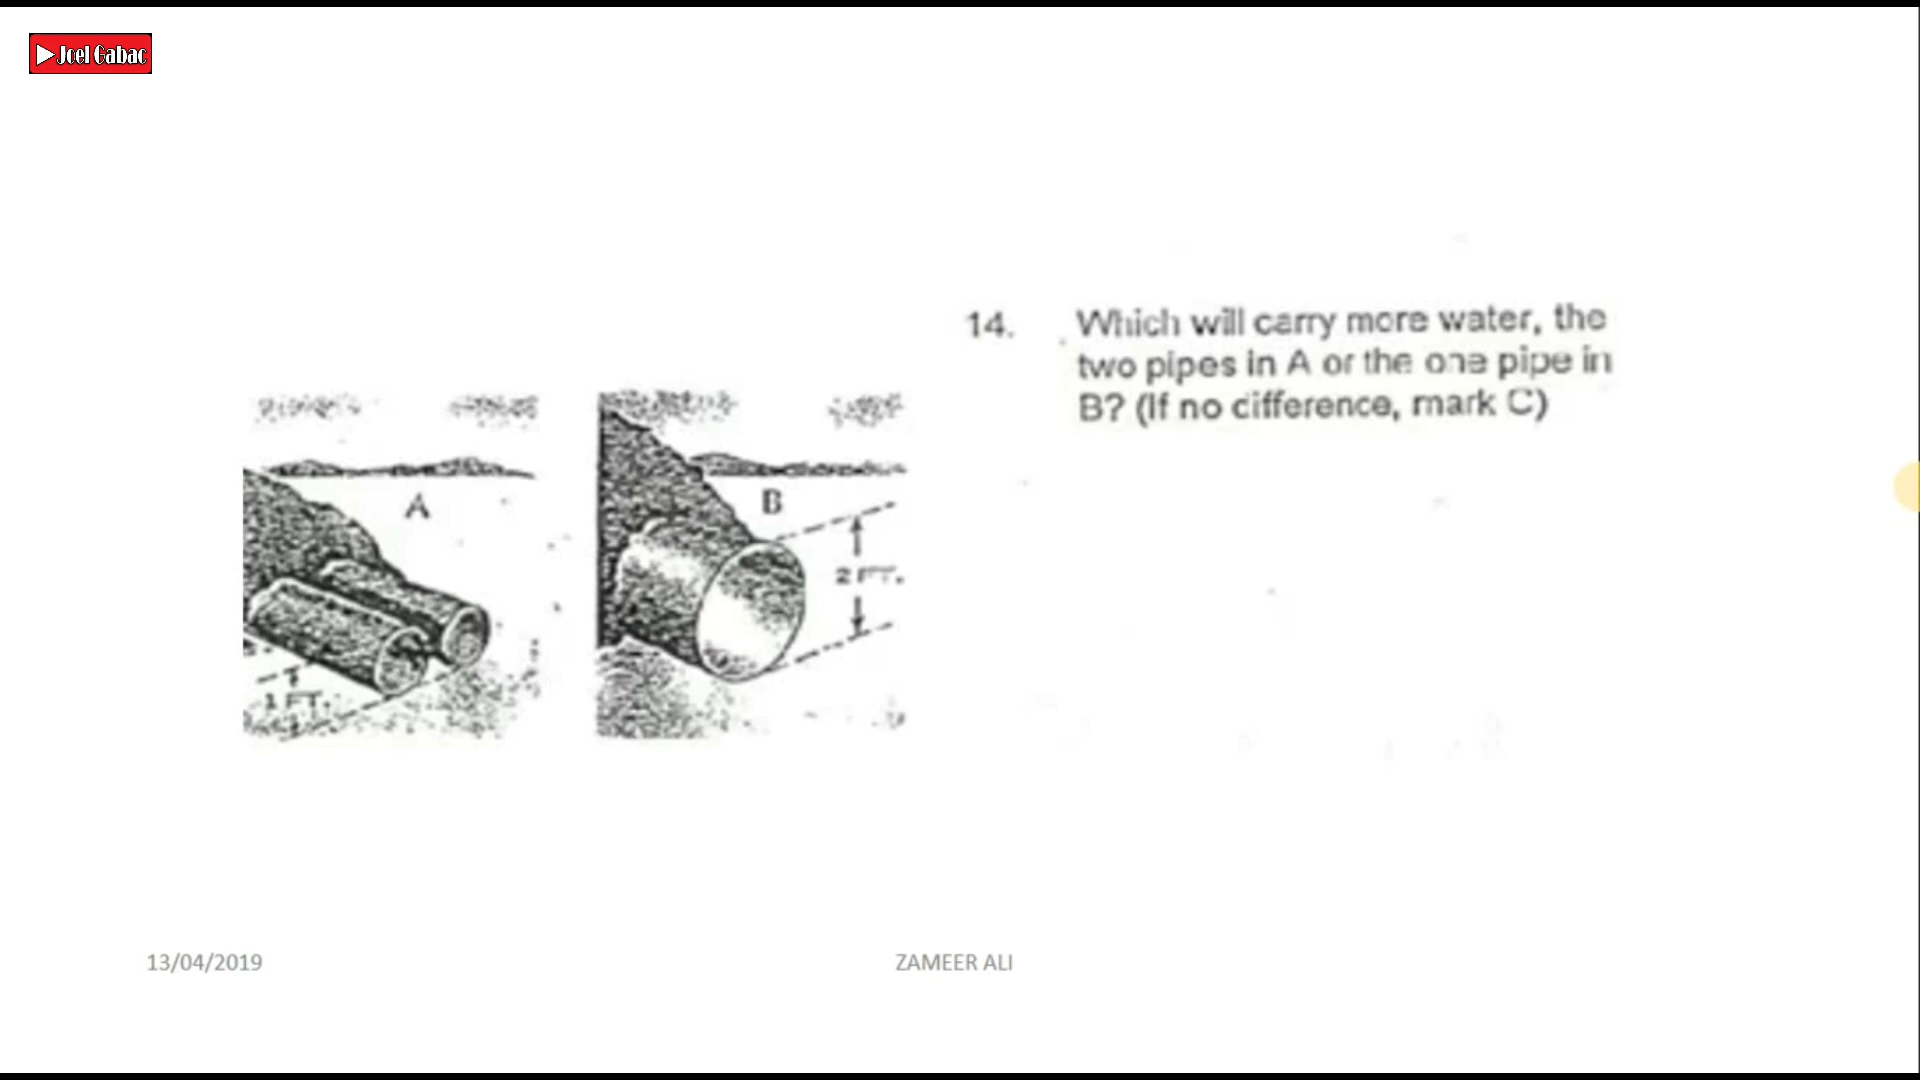 Joel Gabac
14.
Which will carry more water, the
two pipes in A or the one pipe in
B? (If no difference, mark C)
A
B
2 FT.
1 FT.
13/04/2019
ZAMEER ALI